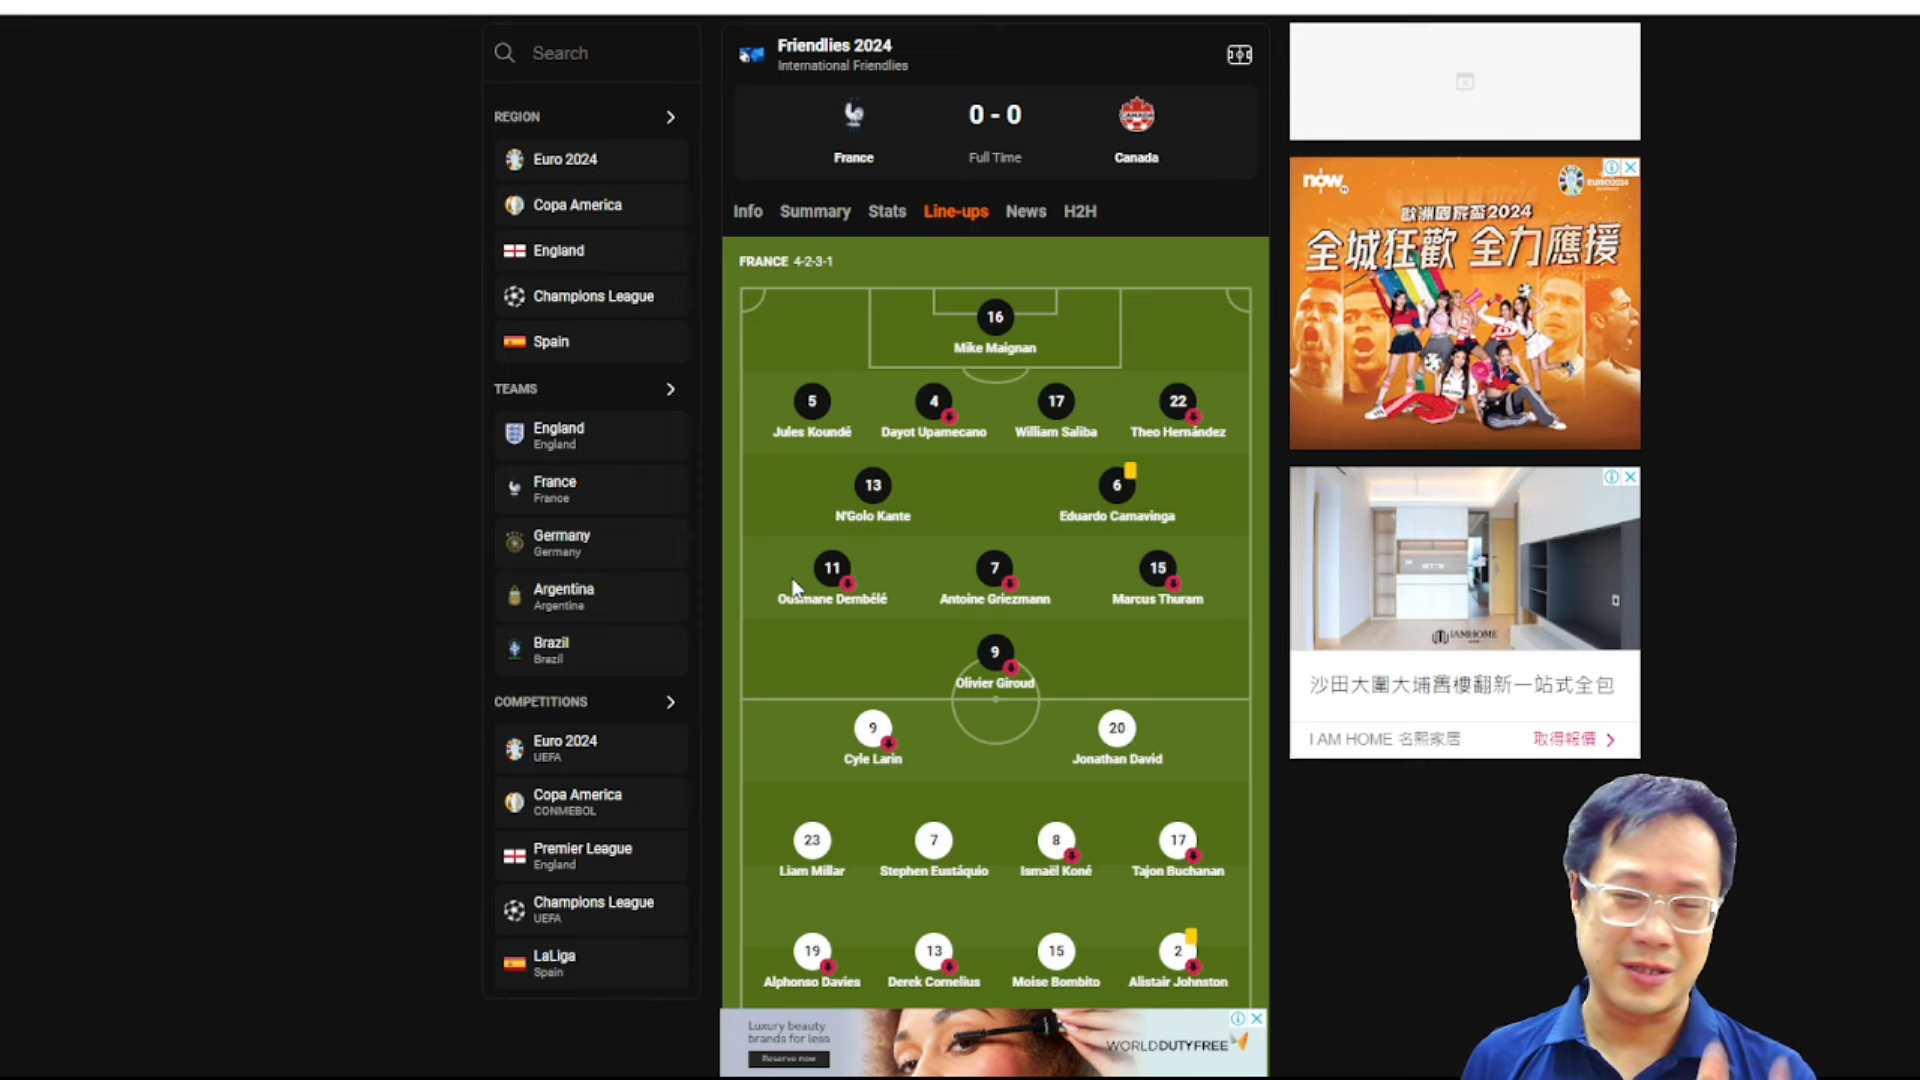 Search
REGION
Euro 2024
Copa America
England
Champions League
Spain
TEAMS
England
England
France
France
Germany
Germany
Argentina
Argentina
Brazil
Brazil
COMPETITIONS
Euro 2024
UEFA
Copa America
CONMEBOL
Premier League
England
Champions League
UEFA
LaLiga
Spain
Friendlies 2024
International Friendlies
0 - 0
CANADA
France
Full Time
Canada
Info Summary Stats Line-ups News H2H
FRANCE 4-2-3-1
16
Mike Maignan
5 4 17 22
Jules Koundé Dayot Upamecano William Saliba Theo Hernández
13 6
N'Golo Kante Eduardo Camavinga
11 7 15
Ousmane Dembélé Antoine Griezmann Marcus Thuram
9
Olivier Giroud
9 20
Cyle Larin Jonathan David
23 7 8 17
Liam Millar Stephen Eustáquio Ismaël Koné Tajon Buchanan
19 13 15 2
Alphonso Davies Derek Cornelius Moise Bombito Alistair Johnston
Luxury beauty
brands for less
Reserve now
WORLDDUTYFREE
now
EURO2024
歐洲國家盃2024
全城狂歡 全力應援
IAMHOME
沙田大圍大埔舊樓翻新一站式全包
I AM HOME 名熙家居
取得報價